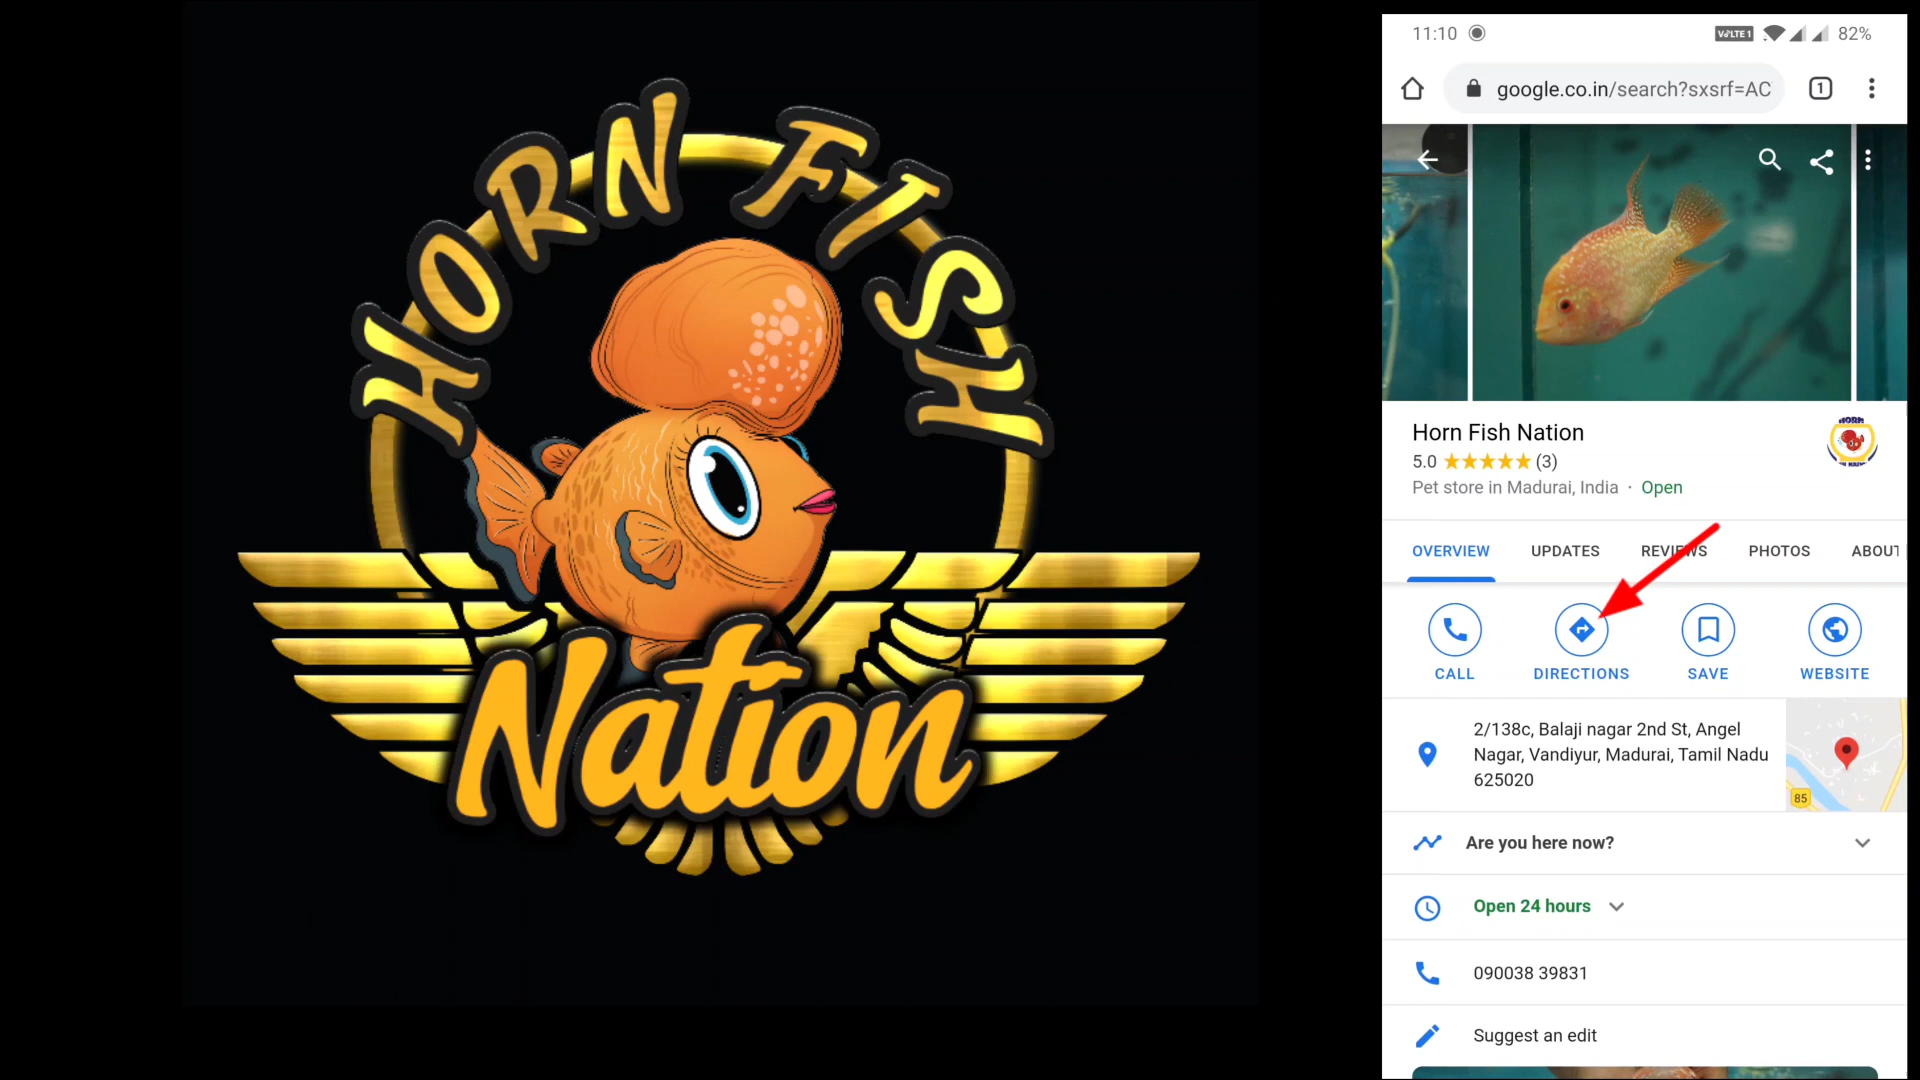 HORN FISH
Nation
11:10
VoLTE 1
82%
google.co.in/search?sxsrf=AC
1
Horn Fish Nation
HORN
5.0
(3)
Pet store in Madurai, India · Open
OVERVIEW
UPDATES
REVIEWS
PHOTOS
ABOUT
CALL
DIRECTIONS
SAVE
WEBSITE
2/138c, Balaji nagar 2nd St, Angel
Nagar, Vandiyur, Madurai, Tamil Nadu
625020
85
Are you here now?
Open 24 hours
090038 39831
Suggest an edit